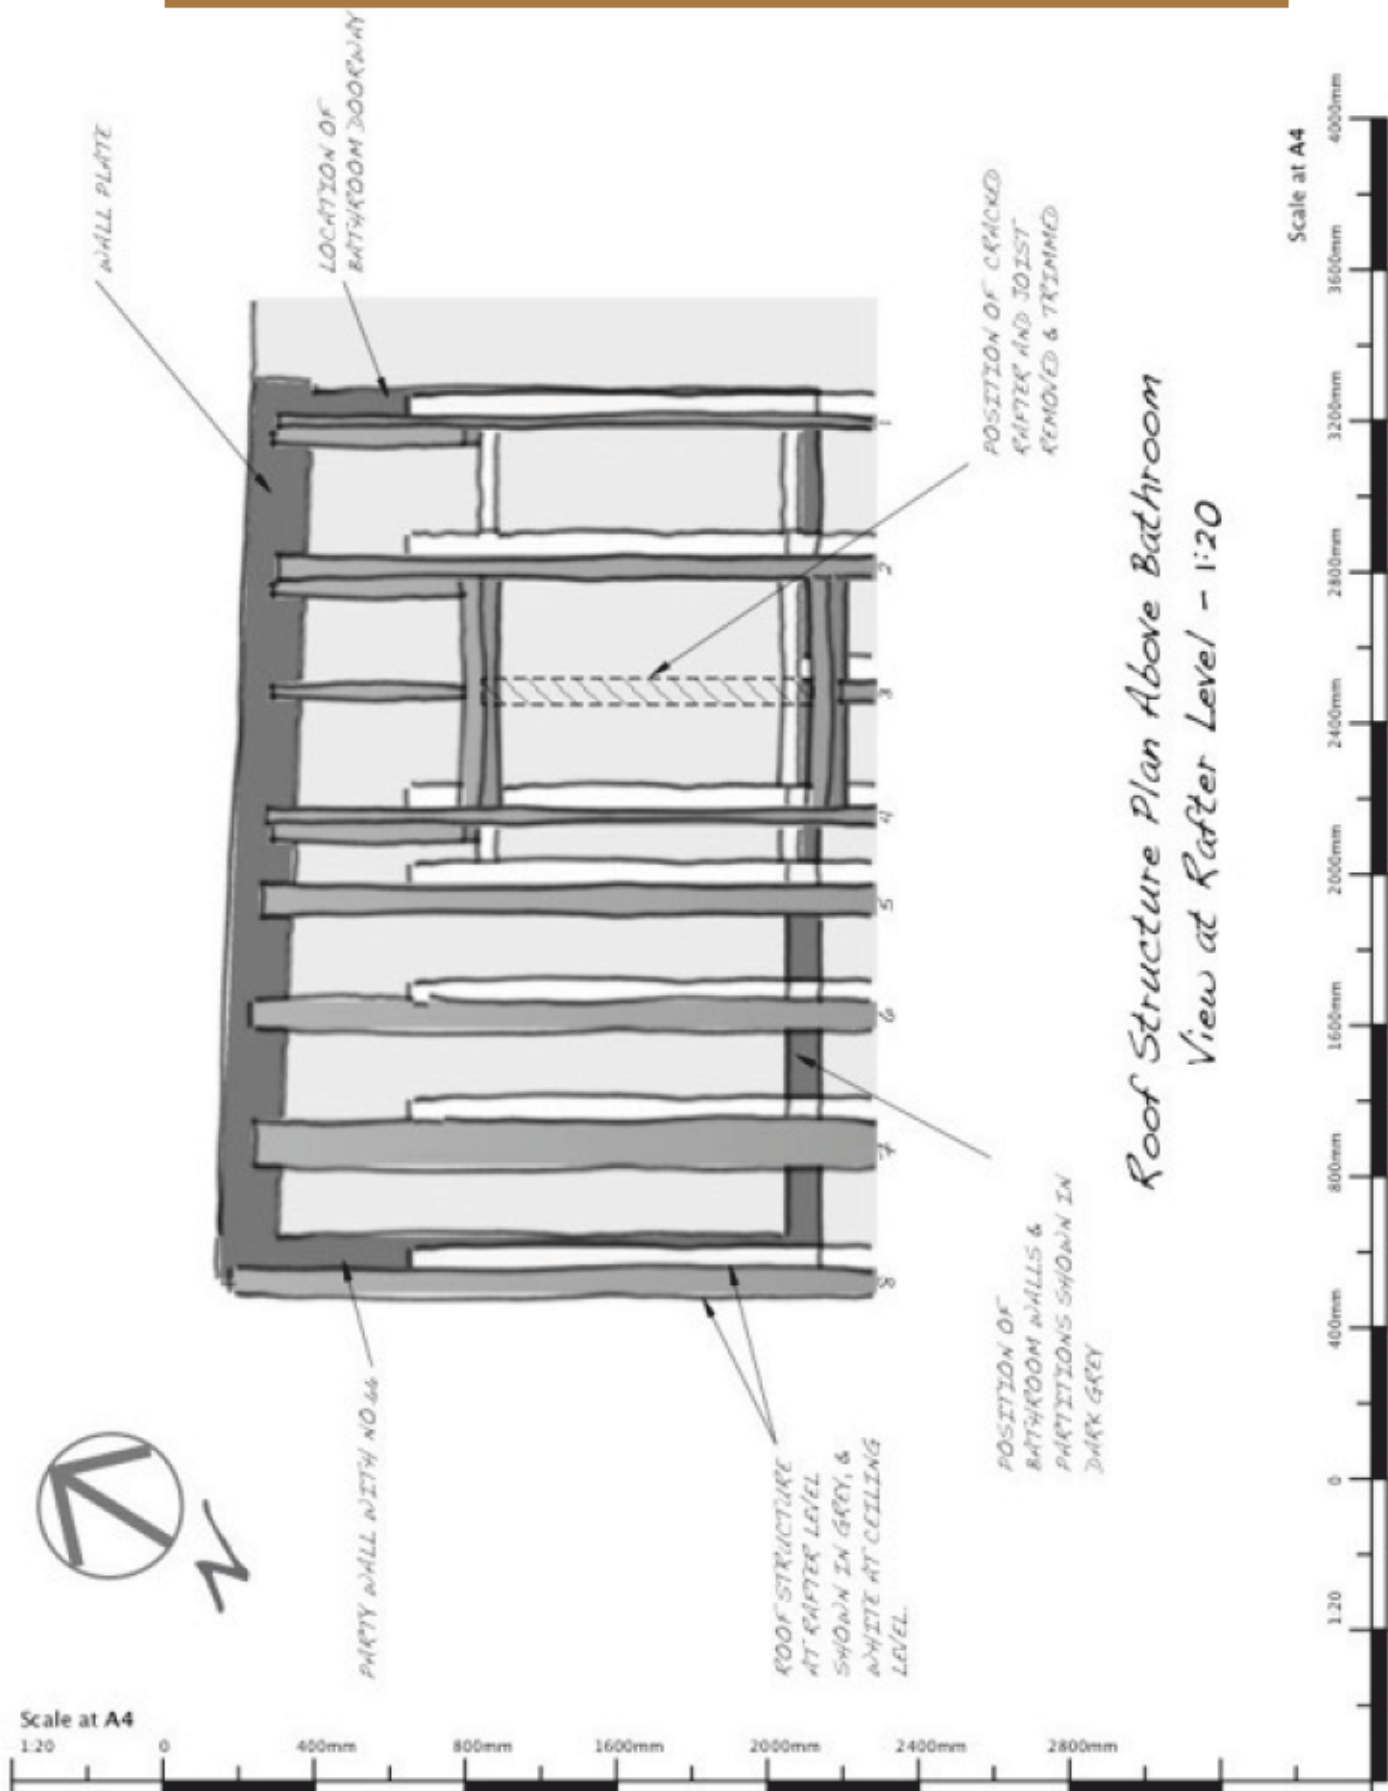 WALL PLATE
LOCATION OF
BATHROOM DOORWAY
POSITION OF CRACKED
RAFTER AND JOIST
REMOVED & TRIMMED
1
2
3
4
5
6
7
8
PARTY WALL WITH NO.66
ROOF STRUCTURE
AT RAFTER LEVEL
SHOWN IN GREY, &
WHITE AT CEILING
LEVEL.
POSITION OF
BATHROOM WALLS &
PARTITIONS SHOWN IN
DARK GREY
N
Roof Structure Plan Above Bathroom
View at Rafter Level - 1:20
Scale at A4
1:20 0 400mm 800mm 1600mm 2000mm 2400mm 2800mm
Scale at A4
1:20 0 400mm 800mm 1600mm 2000mm 2400mm 2800mm 3200mm 3600mm 4000mm